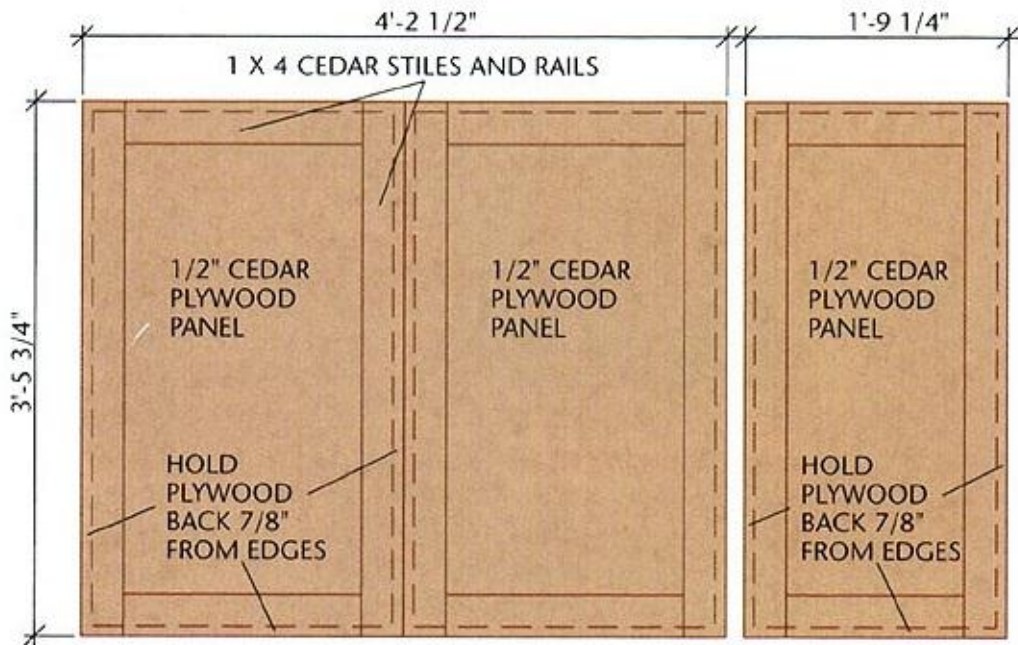 4'-2 1/2"
1'-9 1/4"
1 X 4 CEDAR STILES AND RAILS
3'-5 3/4"
1/2" CEDAR
PLYWOOD
PANEL
1/2" CEDAR
PLYWOOD
PANEL
1/2" CEDAR
PLYWOOD
PANEL
HOLD
PLYWOOD
BACK 7/8"
FROM EDGES
HOLD
PLYWOOD
BACK 7/8"
FROM EDGES